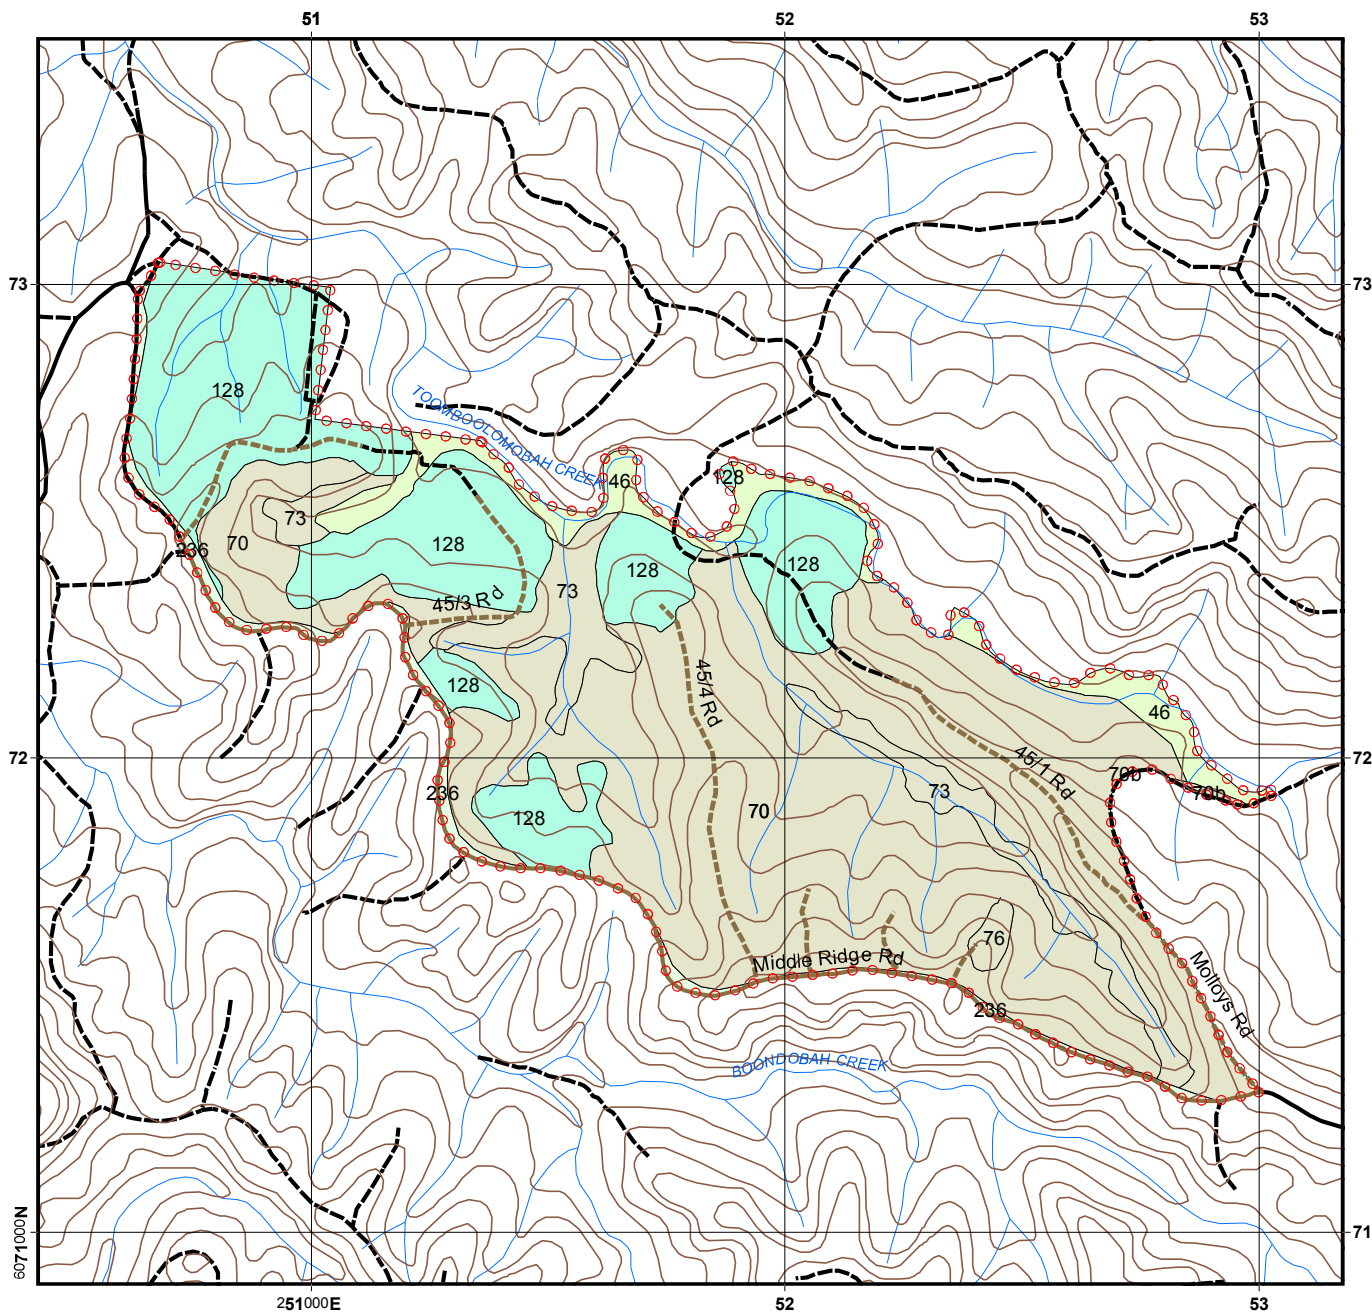 51 52 53
73 73
128
TOOMBOOLOMOBAH CREEK
46 128
73
236 70 128 128 128
73
45/3 Rd
128
45/4 Rd
46
72 72
45/1 Rd
70b
236 73 70b
128 70
76
Middle Ridge Rd
Molloys Rd
236
BOONDOBAH CREEK
6071000N 71
251000E 52 53